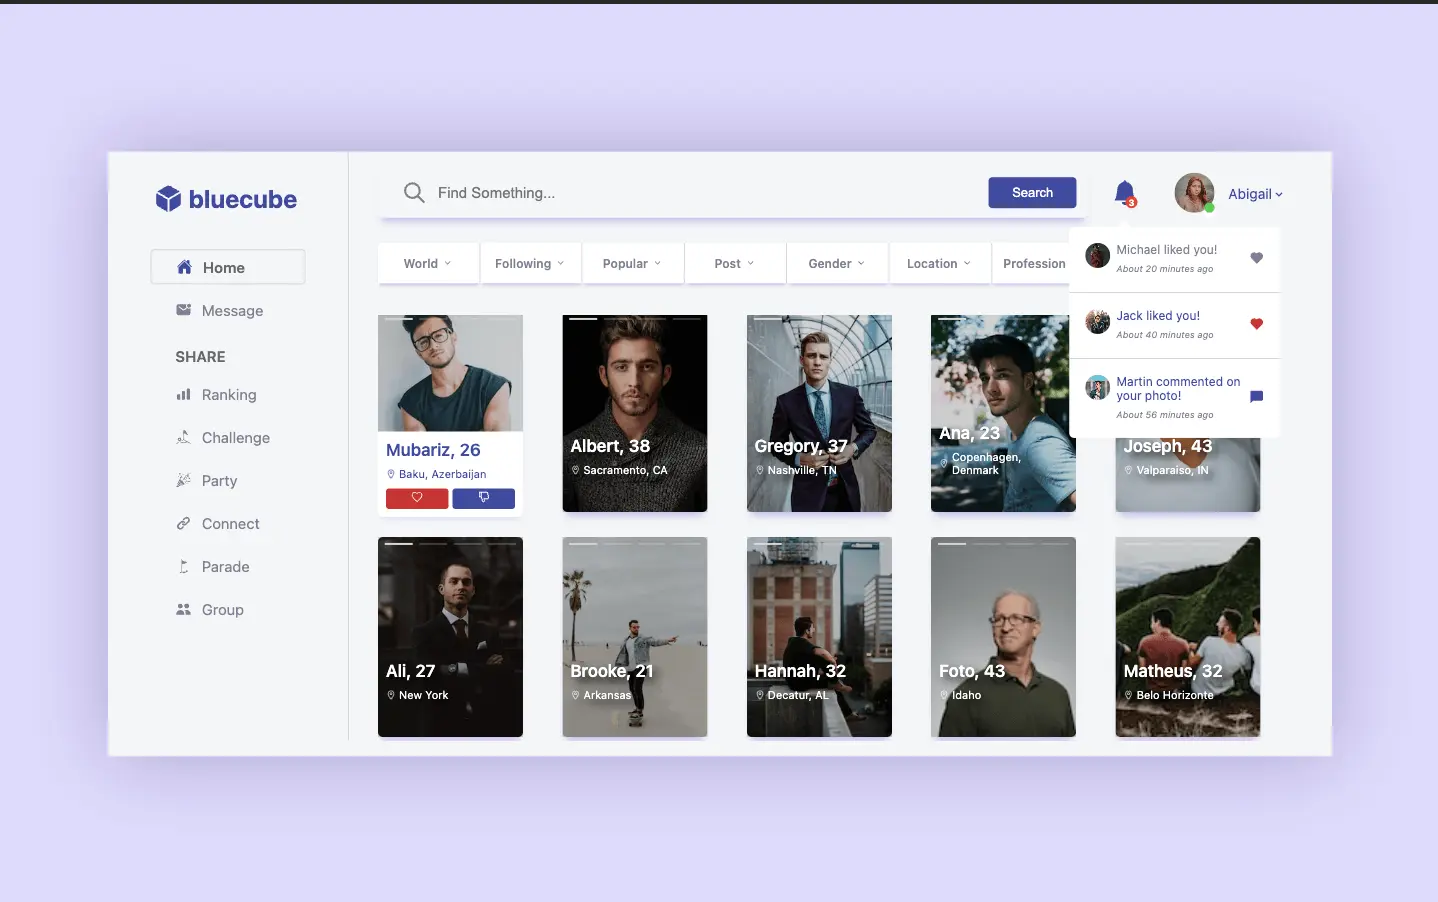 bluecube
Find Something...
Search
3
Abigail
Home
Message
SHARE
Ranking
Challenge
Party
Connect
Parade
Group
World
Following
Popular
Post
Gender
Location
Profession
Michael liked you!
About 20 minutes ago
Jack liked you!
About 40 minutes ago
Martin commented on
your photo!
About 56 minutes ago
Mubariz, 26
Baku, Azerbaijan
Albert, 38
Sacramento, CA
Gregory, 37
Nashville, TN
Ana, 23
Copenhagen,
Denmark
Joseph, 43
Valparaiso, IN
Ali, 27
New York
Brooke, 21
Arkansas
Hannah, 32
Decatur, AL
Foto, 43
Idaho
Matheus, 32
Belo Horizonte